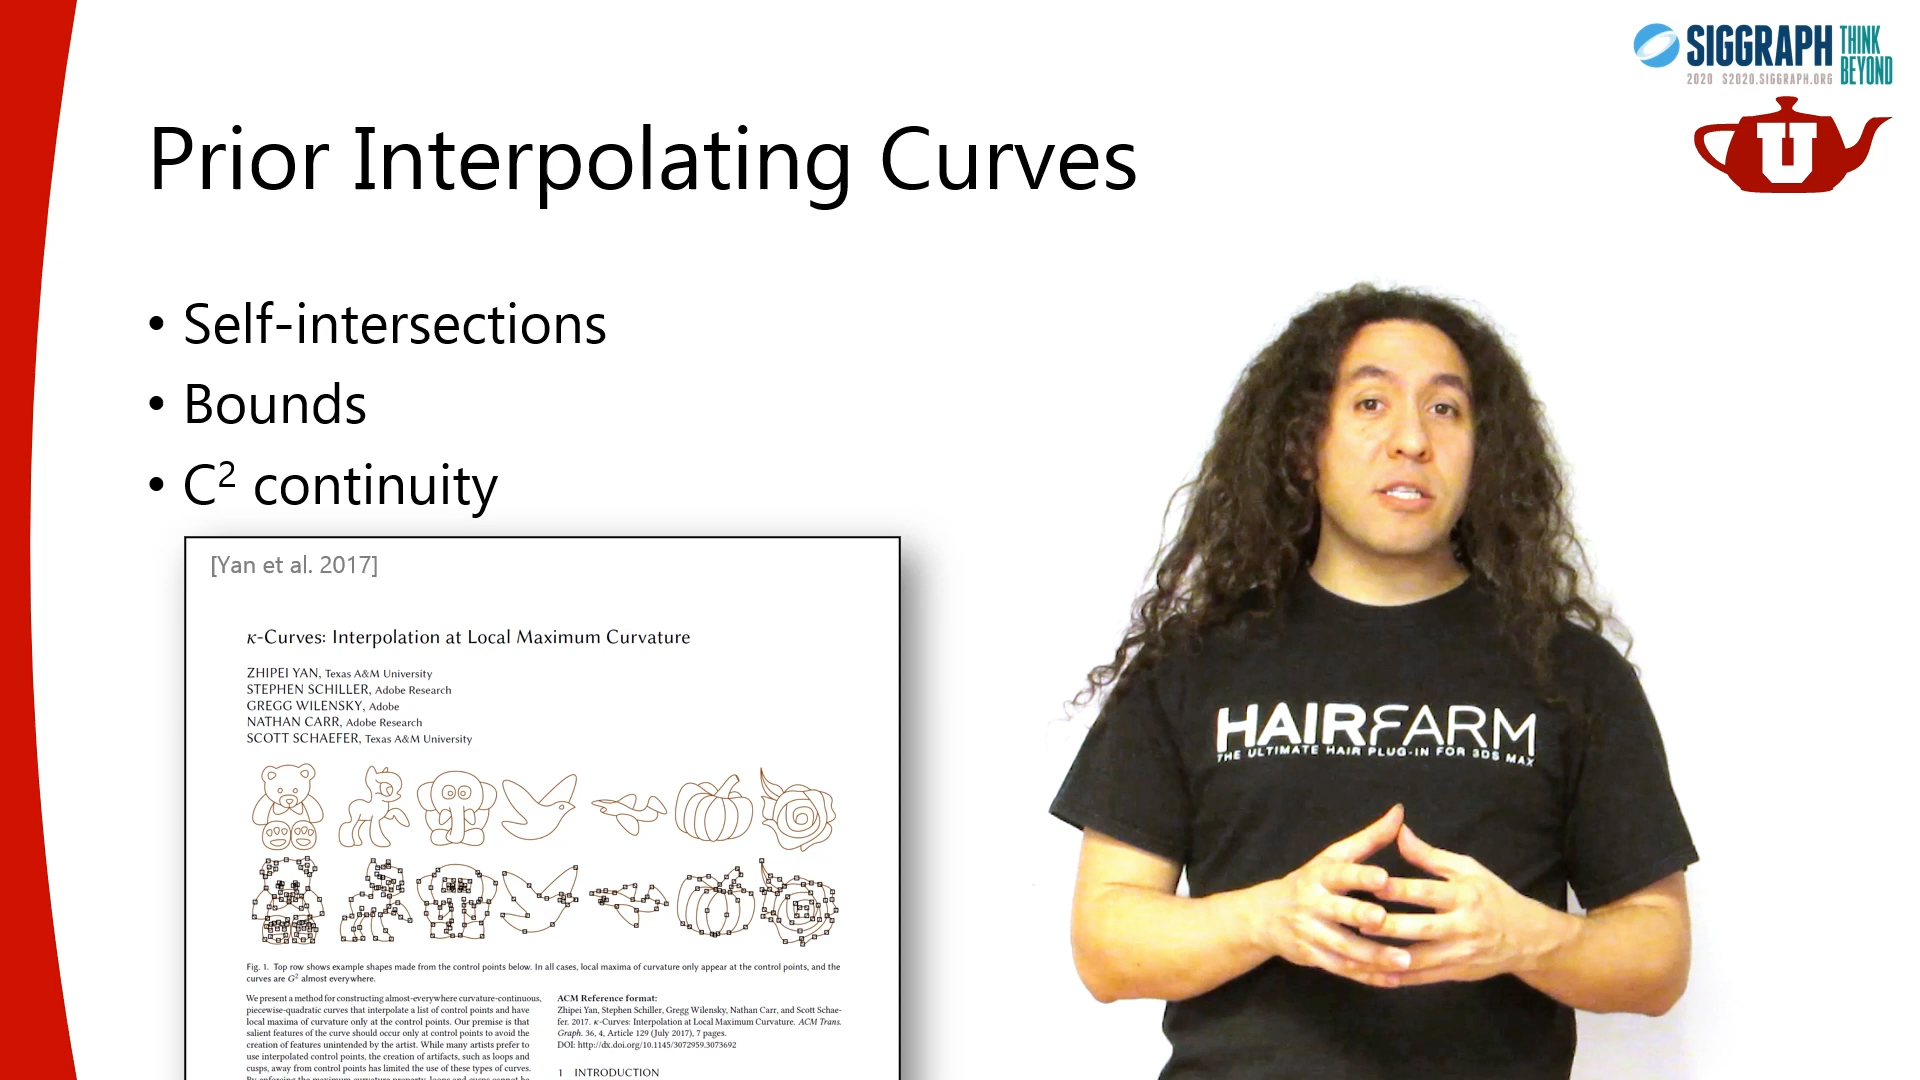 SIGGRAPH THINK BEYOND
2020 S2020.SIGGRAPH.ORG
U
Prior Interpolating Curves
• Self-intersections
• Bounds
• C² continuity
[Yan et al. 2017]
κ-Curves: Interpolation at Local Maximum Curvature
ZHIPEI YAN, Texas A&M University
STEPHEN SCHILLER, Adobe Research
GREGG WILENSKY, Adobe
NATHAN CARR, Adobe Research
SCOTT SCHAEFER, Texas A&M University
Fig. 1. Top row shows example shapes made from the control points below. In all cases, local maxima of curvature only appear at the control points, and the
curves are G² almost everywhere.
We present a method for constructing almost-everywhere curvature-continuous,
piecewise-quadratic curves that interpolate a list of control points and have
local maxima of curvature only at the control points. Our premise is that
salient features of the curve should occur only at control points to avoid the
creation of features unintended by the artist. While many artists prefer to
use interpolated control points, the creation of artifacts, such as loops and
cusps, away from control points has limited the use of these types of curves.
ACM Reference format:
Zhipei Yan, Stephen Schiller, Gregg Wilensky, Nathan Carr, and Scott Schae-
fer. 2017. κ-Curves: Interpolation at Local Maximum Curvature. ACM Trans.
Graph. 36, 4, Article 129 (July 2017), 7 pages.
DOI: http://dx.doi.org/10.1145/3072959.3073692
1 INTRODUCTION
HAIRFARM
THE ULTIMATE HAIR PLUG-IN FOR 3DS MAX